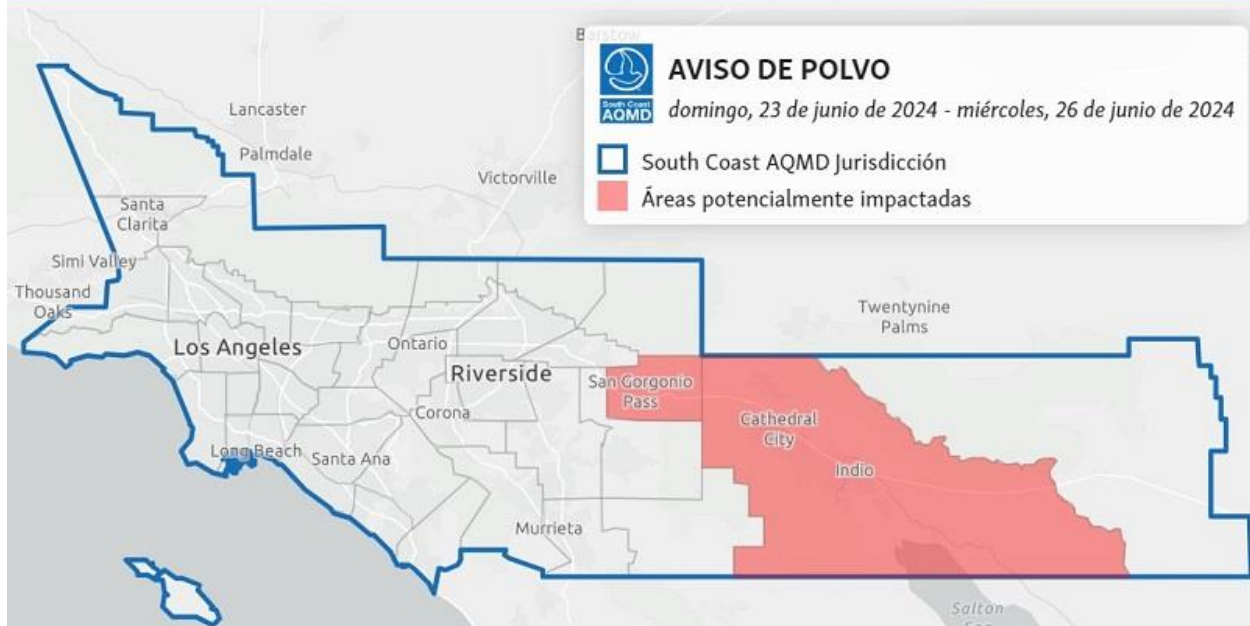 Barstow
South Coast
AQMD
AVISO DE POLVO
domingo, 23 de junio de 2024 - miércoles, 26 de junio de 2024
South Coast AQMD Jurisdicción
Áreas potencialmente impactadas
Lancaster
Palmdale
Victorville
Santa
Clarita
Simi Valley
Thousand
Oaks
Twentynine
Palms
Los Angeles
Ontario
Riverside
San Gorgonio
Pass
Corona
Cathedral
City
Long Beach
Santa Ana
Indio
Murrieta
Salton
Sea